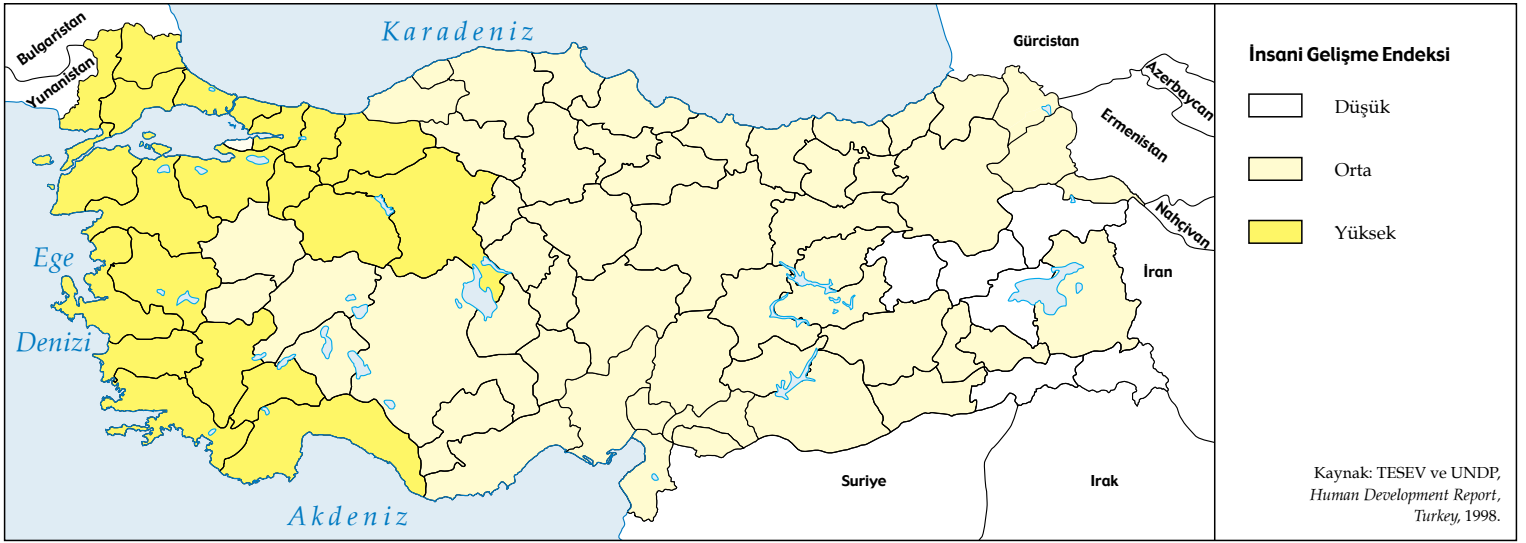 Bulgaristan
Yunanistan
Karadeniz
Gürcistan
Azerbaycan
Ermenistan
Nahçivan
İran
Ege
Denizi
Akdeniz
Suriye
Irak
İnsani Gelişme Endeksi
Düşük
Orta
Yüksek
Kaynak: TESEV ve UNDP,
Human Development Report,
Turkey, 1998.